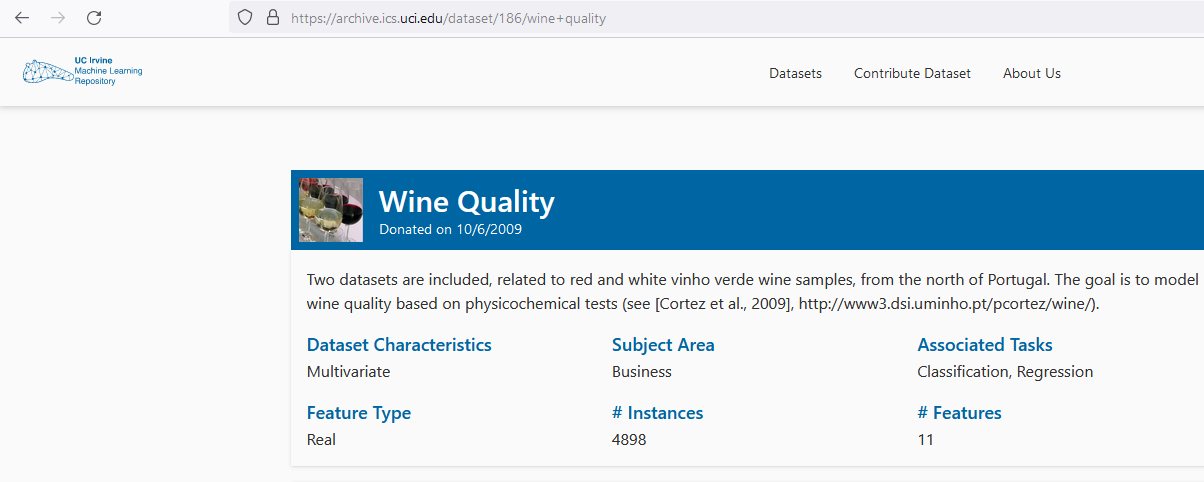 https://archive.ics.uci.edu/dataset/186/wine+quality
UC Irvine
Machine Learning
Repository
Datasets
Contribute Dataset
About Us
Wine Quality
Donated on 10/6/2009
Two datasets are included, related to red and white vinho verde wine samples, from the north of Portugal. The goal is to model
wine quality based on physicochemical tests (see [Cortez et al., 2009], http://www3.dsi.uminho.pt/pcortez/wine/).
Dataset Characteristics
Multivariate
Subject Area
Business
Associated Tasks
Classification, Regression
Feature Type
Real
# Instances
4898
# Features
11